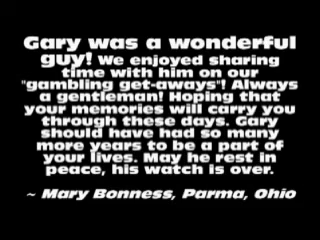 Gary was a wonderful
guy! We enjoyed sharing
time with him on our
"gambling get-aways"! Always
a gentleman! Hoping that
your memories will carry you
through these days. Gary
should have had so many
more years to be a part of
your lives. May he rest in
peace, his watch is over.
~ Mary Bonness, Parma, Ohio